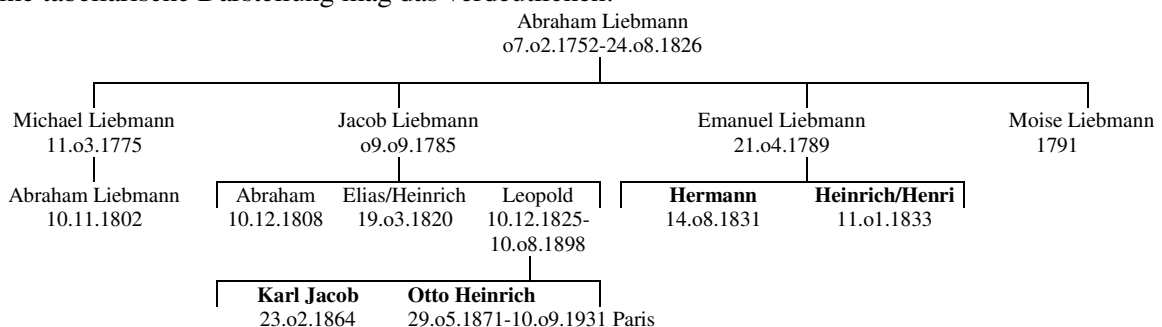 Abraham Liebmann
o7.o2.1752-24.o8.1826
Michael Liebmann Jacob Liebmann Emanuel Liebmann Moise Liebmann
11.o3.1775 o9.o9.1785 21.o4.1789 1791
Abraham Liebmann Abraham Elias/Heinrich Leopold Hermann Heinrich/Henri
10.11.1802 10.12.1808 19.o3.1820 10.12.1825- 14.o8.1831 11.o1.1833
10.o8.1898
Karl Jacob Otto Heinrich
23.o2.1864 29.o5.1871-10.o9.1931 Paris